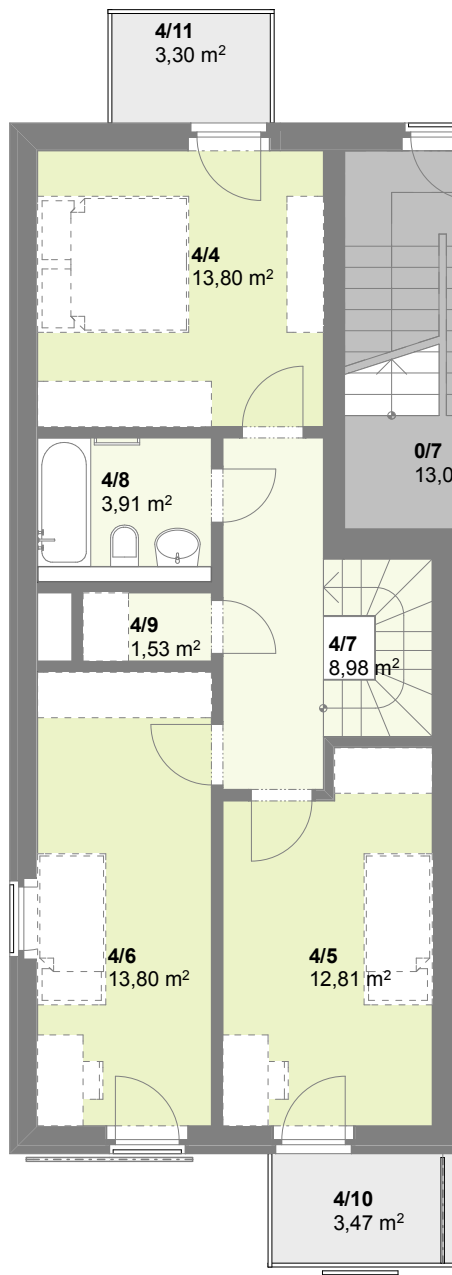 4/11
3,30 m²
4/4
13,80 m²
0/7
13,0
4/8
3,91 m²
4/9
1,53 m²
4/7
8,98 m²
4/6
13,80 m²
4/5
12,81 m²
4/10
3,47 m²